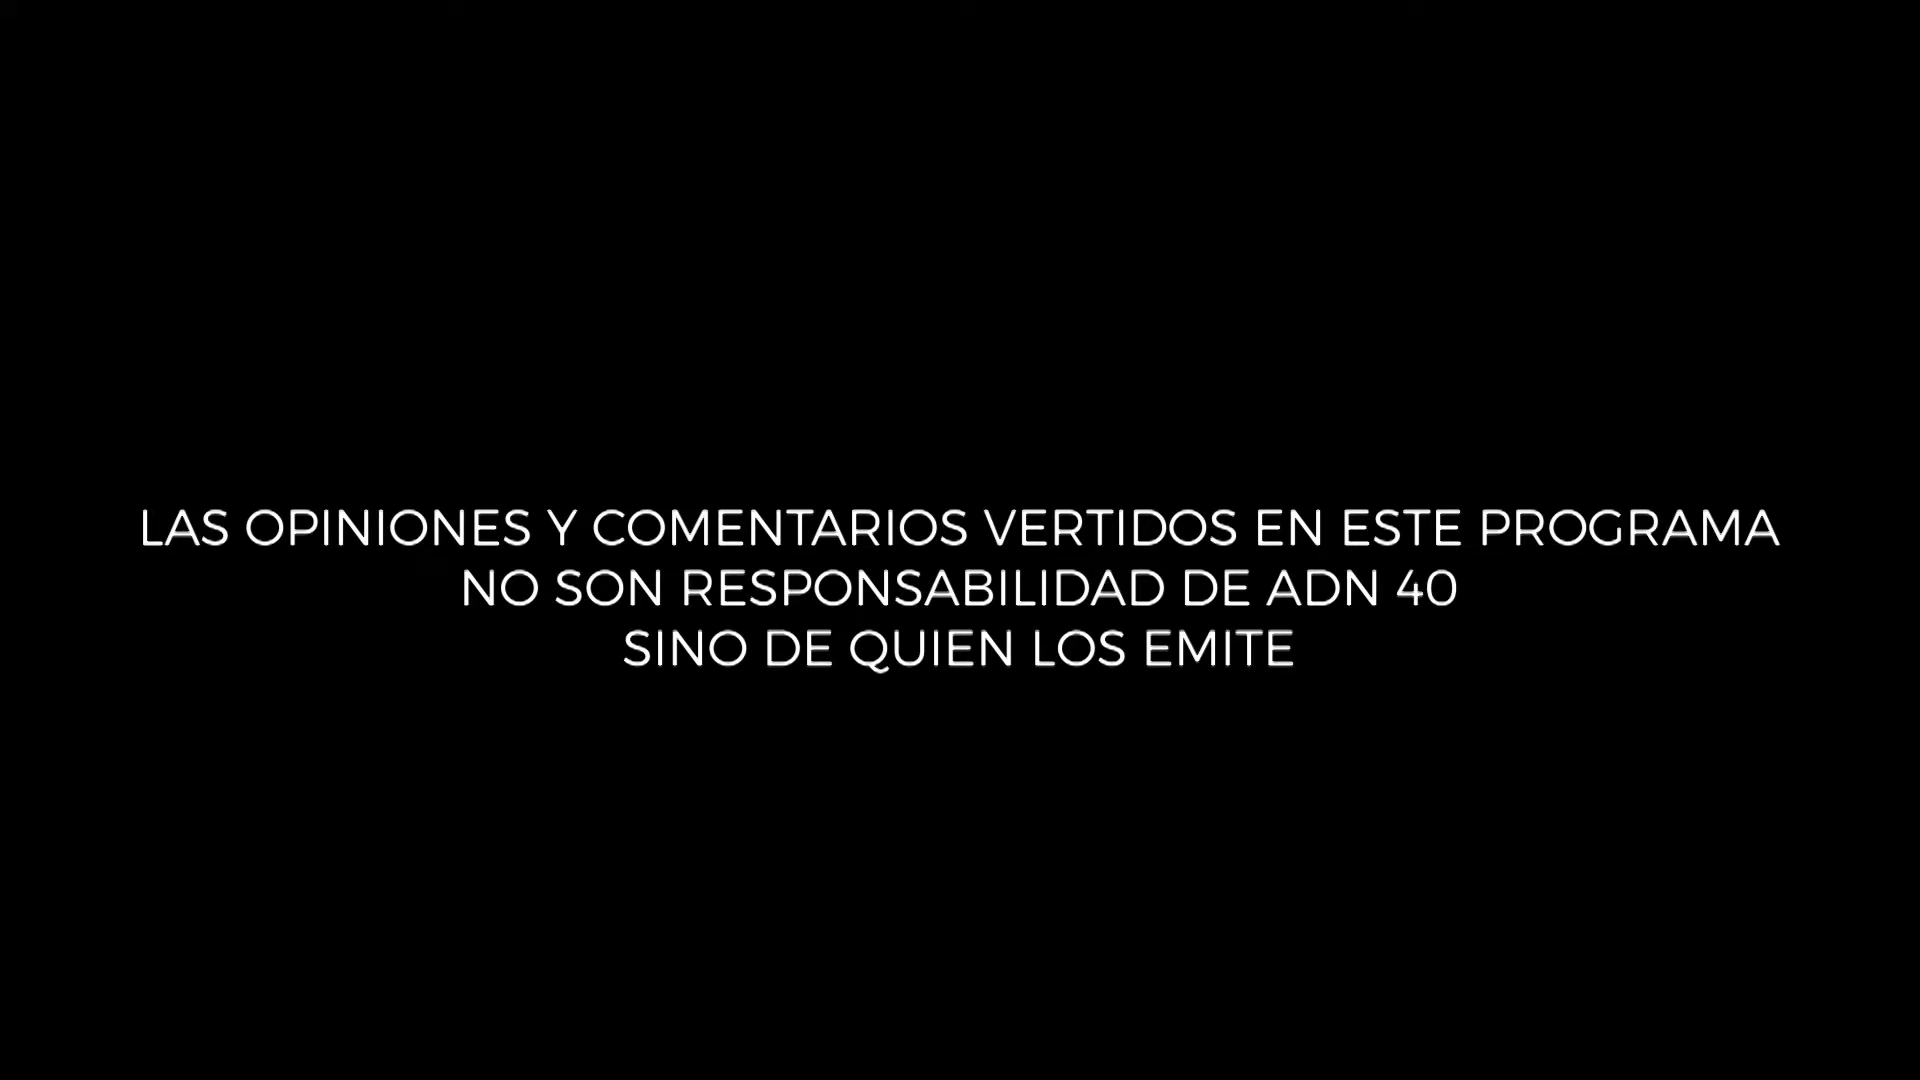 LAS OPINIONES Y COMENTARIOS VERTIDOS EN ESTE PROGRAMA
NO SON RESPONSABILIDAD DE ADN 40
SINO DE QUIEN LOS EMITE